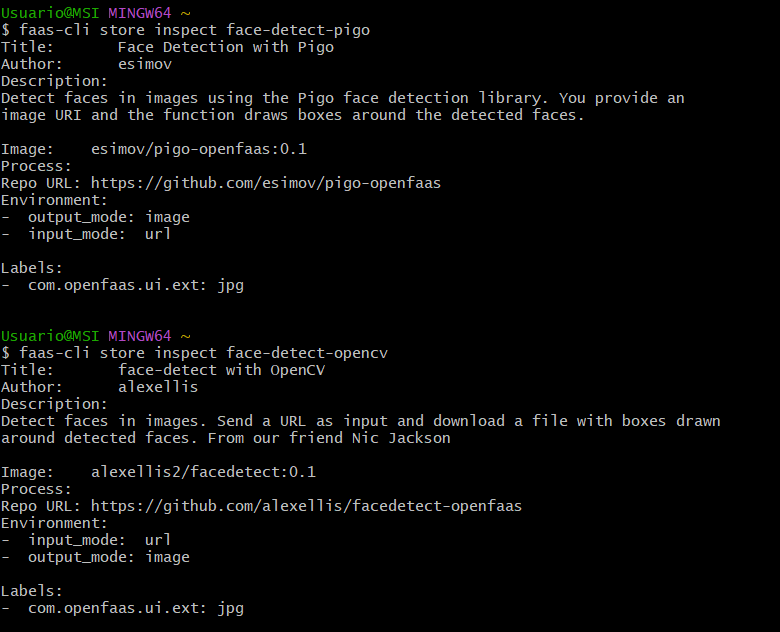 Usuario@MSI MINGW64 ~
$ faas-cli store inspect face-detect-pigo
Title:       Face Detection with Pigo
Author:      esimov
Description:
Detect faces in images using the Pigo face detection library. You provide an
image URI and the function draws boxes around the detected faces.

Image:    esimov/pigo-openfaas:0.1
Process:
Repo URL: https://github.com/esimov/pigo-openfaas
Environment:
-  output_mode: image
-  input_mode:  url

Labels:
-  com.openfaas.ui.ext: jpg

Usuario@MSI MINGW64 ~
$ faas-cli store inspect face-detect-opencv
Title:       face-detect with OpenCV
Author:      alexellis
Description:
Detect faces in images. Send a URL as input and download a file with boxes drawn
around detected faces. From our friend Nic Jackson

Image:    alexellis2/facedetect:0.1
Process:
Repo URL: https://github.com/alexellis/facedetect-openfaas
Environment:
-  input_mode:  url
-  output_mode: image

Labels:
-  com.openfaas.ui.ext: jpg